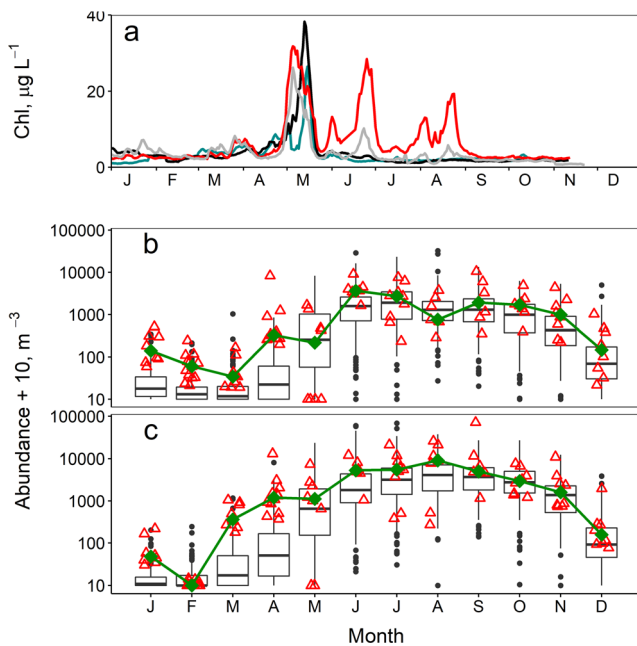 a
Chl, μg L⁻¹
40
20
0
J F M A M J J A S O N D
b
Abundance + 10, m⁻³
100000
10000
1000
100
10
c
100000
10000
1000
100
10
J F M A M J J A S O N D
Month